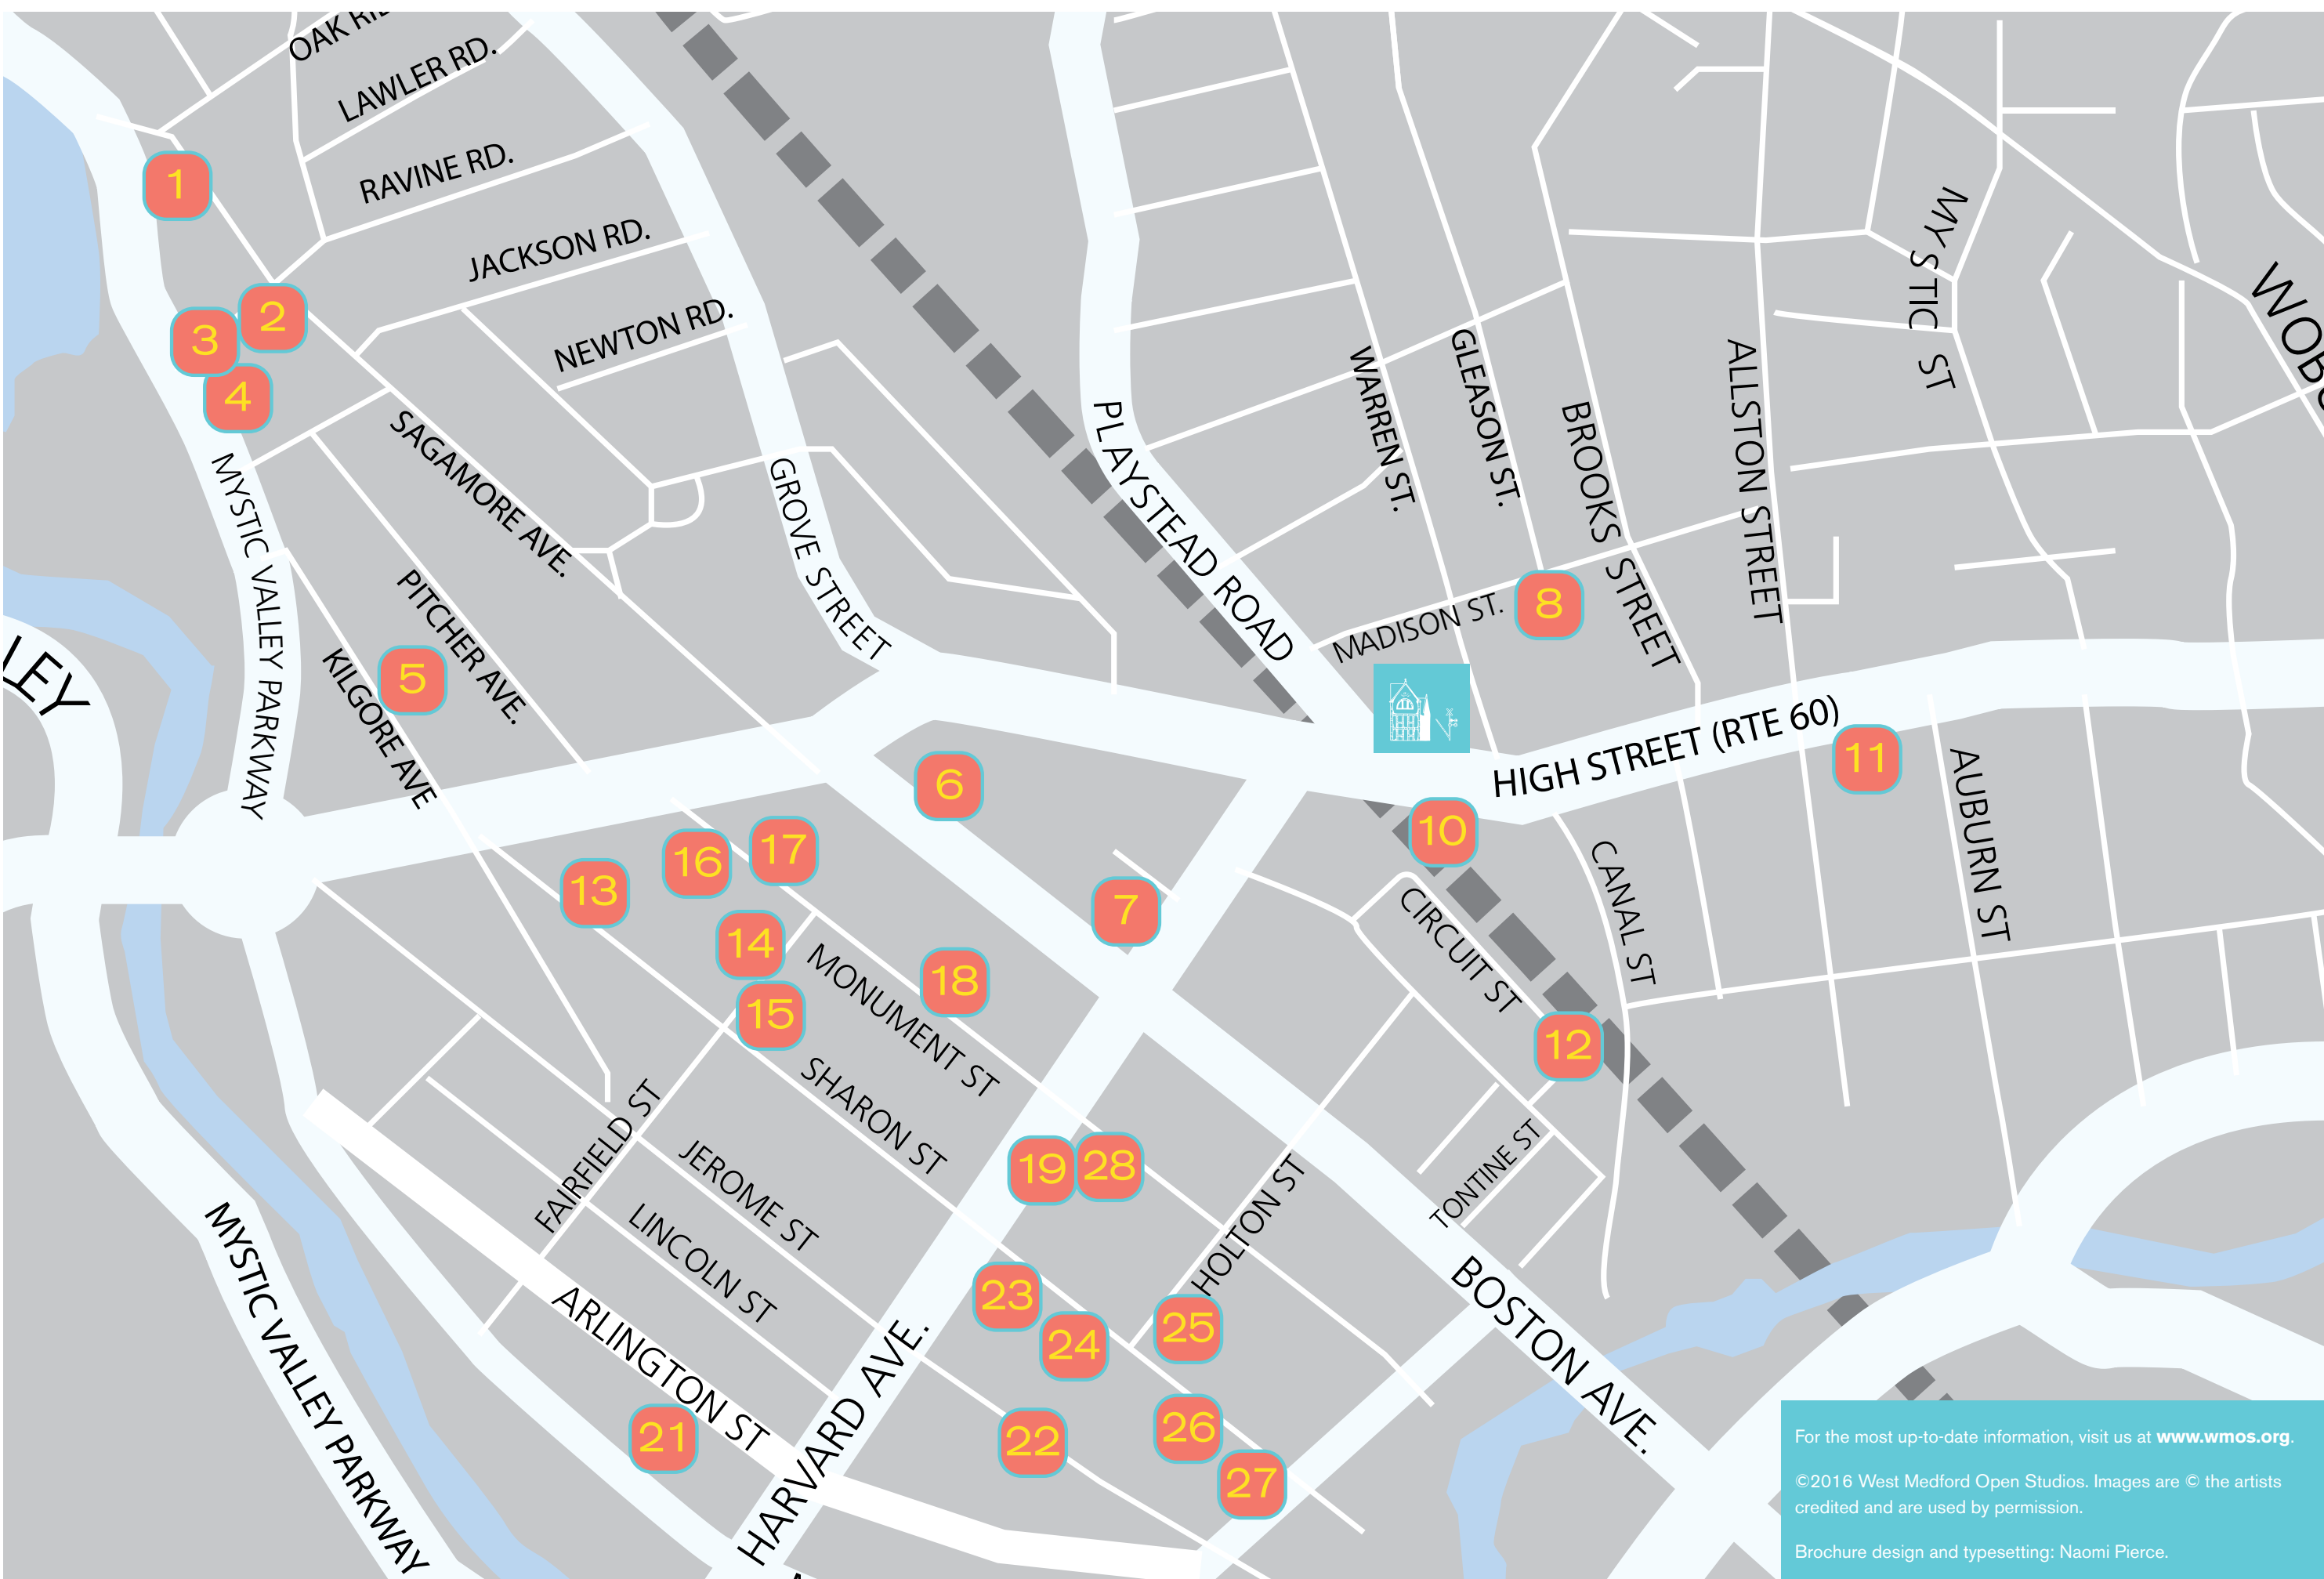 OAK RI
LAWLER RD.
RAVINE RD.
JACKSON RD.
NEWTON RD.
1
2
3
4
SAGAMORE AVE.
MYSTIC VALLEY PARKWAY
PITCHER AVE.
KILGORE AVE
5
LEY
GROVE STREET
PLAYSTEAD ROAD
WARREN ST.
GLEASON ST.
BROOKS STREET
ALLSTON STREET
MYSTIC ST
WOB
MADISON ST.
8
HIGH STREET (RTE 60)
11
6
10
7
AUBURN ST
CANAL ST
CIRCUIT ST
12
13
16
17
14
15
18
MONUMENT ST
SHARON ST
FAIRFIELD ST
JEROME ST
LINCOLN ST
19
28
HOLTON ST
TONTINE ST
23
24
25
26
27
22
21
ARLINGTON ST
HARVARD AVE.
BOSTON AVE.
MYSTIC VALLEY PARKWAY
For the most up-to-date information, visit us at www.wmos.org.
©2016 West Medford Open Studios. Images are © the artists
credited and are used by permission.
Brochure design and typesetting: Naomi Pierce.